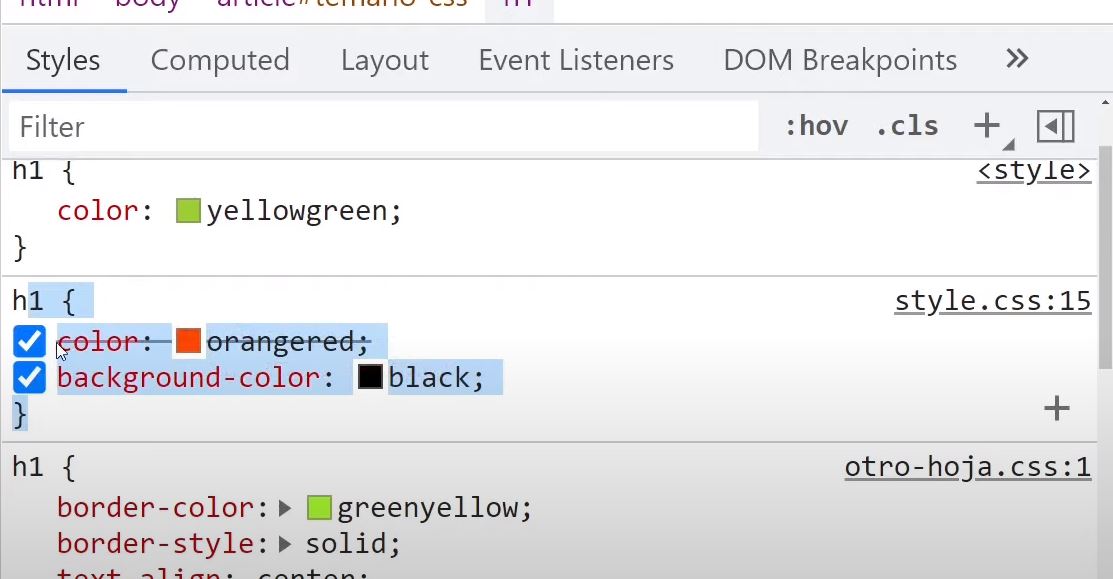 html body article#temario-css h1
Styles Computed Layout Event Listeners DOM Breakpoints »
Filter :hov .cls +
h1 { <style>
color: yellowgreen;
}
h1 { style.css:15
color: orangered;
background-color: black;
} +
h1 { otro-hoja.css:1
border-color: greenyellow;
border-style: solid;
text-align: center;